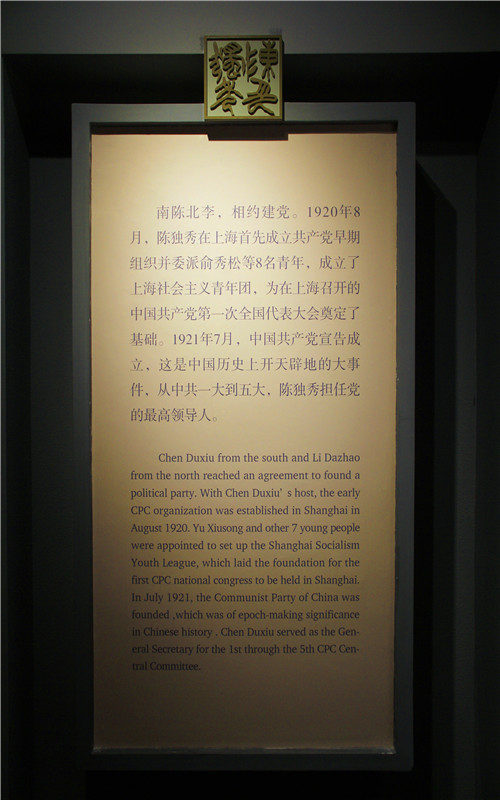 南陈北李，相约建党。1920年8
月，陈独秀在上海首先成立共产党早期
组织并委派俞秀松等8名青年，成立了
上海社会主义青年团，为在上海召开的
中国共产党第一次全国代表大会奠定了
基础。1921年7月，中国共产党宣告成
立，这是中国历史上开天辟地的大事
件，从中共一大到五大，陈独秀担任党
的最高领导人。
Chen Duxiu from the south and Li Dazhao
from the north reached an agreement to found a
political party. With Chen Duxiu’s host, the early
CPC organization was established in Shanghai in
August 1920. Yu Xiusong and other 7 young people
were appointed to set up the Shanghai Socialism
Youth League, which laid the foundation for the
first CPC national congress to be held in Shanghai.
In July 1921, the Communist Party of China was
founded ,which was of epoch-making significance
in Chinese history . Chen Duxiu served as the Gen-
eral Secretary for the 1st through the 5th CPC Cen-
tral Committee.